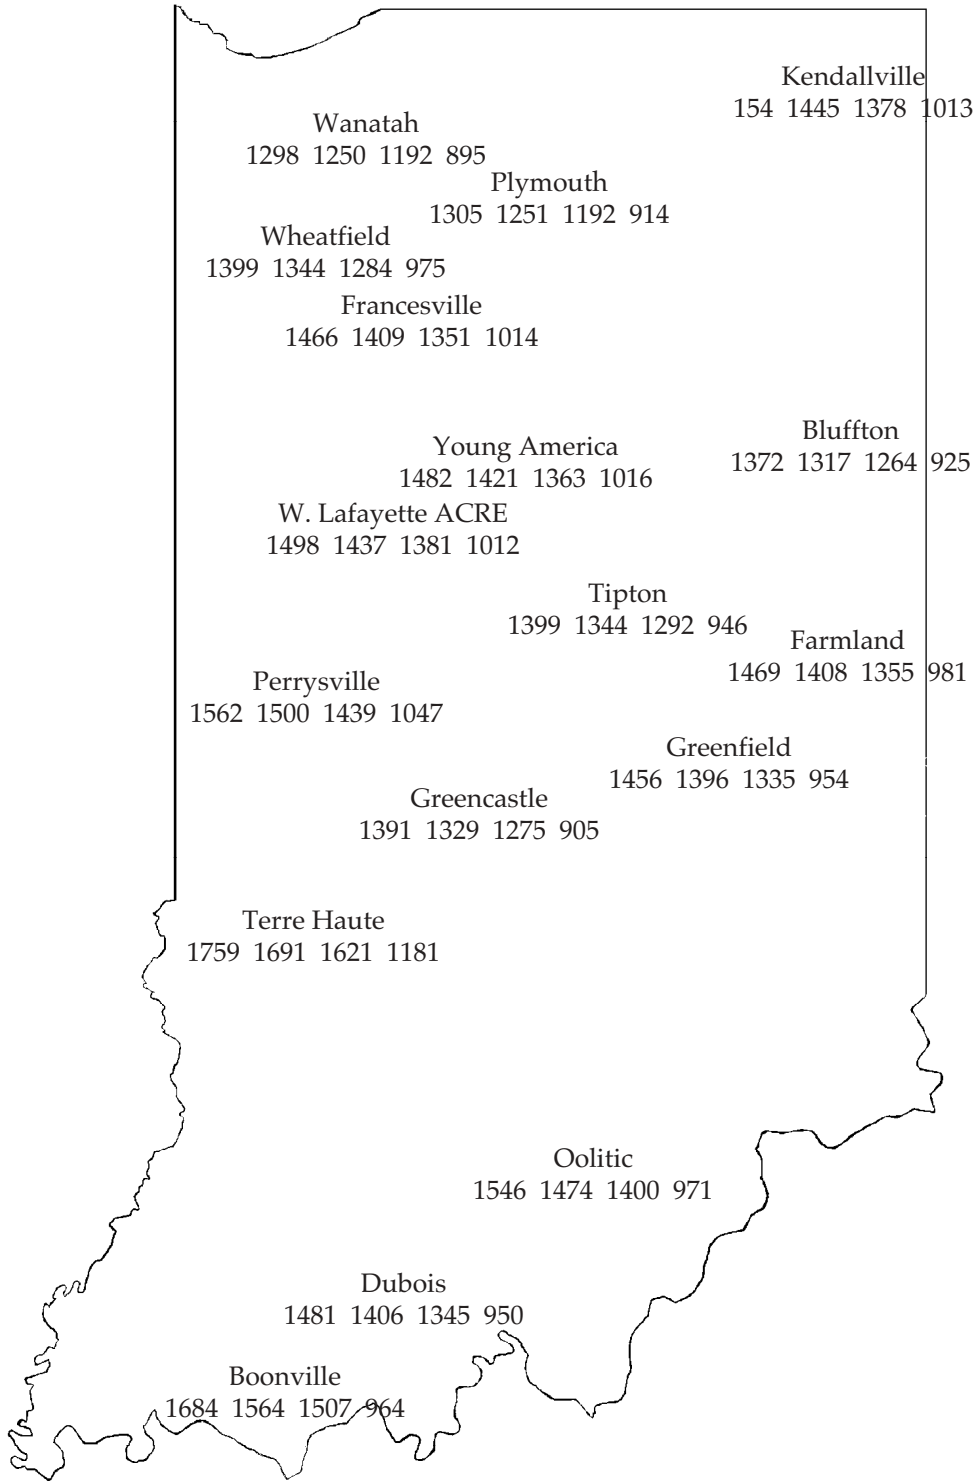 Kendallville
154 1445 1378 1013
Wanatah
1298 1250 1192 895
Plymouth
1305 1251 1192 914
Wheatfield
1399 1344 1284 975
Francesville
1466 1409 1351 1014
Bluffton
1372 1317 1264 925
Young America
1482 1421 1363 1016
W. Lafayette ACRE
1498 1437 1381 1012
Tipton
1399 1344 1292 946
Farmland
1469 1408 1355 981
Perrysville
1562 1500 1439 1047
Greenfield
1456 1396 1335 954
Greencastle
1391 1329 1275 905
Terre Haute
1759 1691 1621 1181
Oolitic
1546 1474 1400 971
Dubois
1481 1406 1345 950
Boonville
1684 1564 1507 964